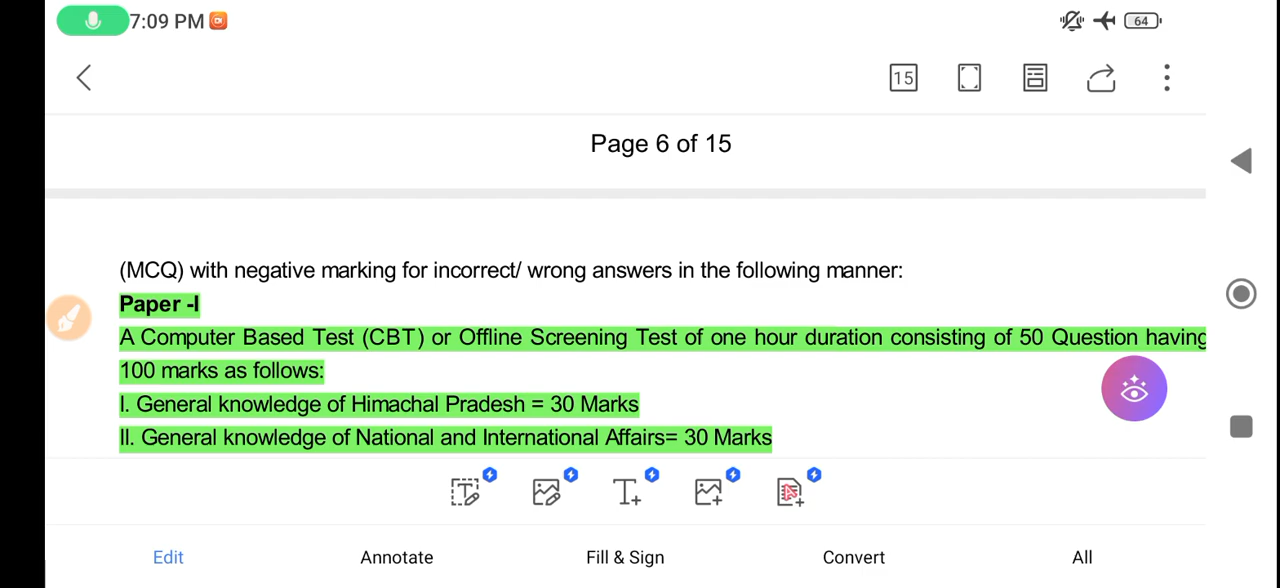 7:09 PM
64
15
Page 6 of 15
(MCQ) with negative marking for incorrect/ wrong answers in the following manner:
Paper -I
A Computer Based Test (CBT) or Offline Screening Test of one hour duration consisting of 50 Question having
100 marks as follows:
I. General knowledge of Himachal Pradesh = 30 Marks
II. General knowledge of National and International Affairs= 30 Marks
Edit
Annotate
Fill & Sign
Convert
All